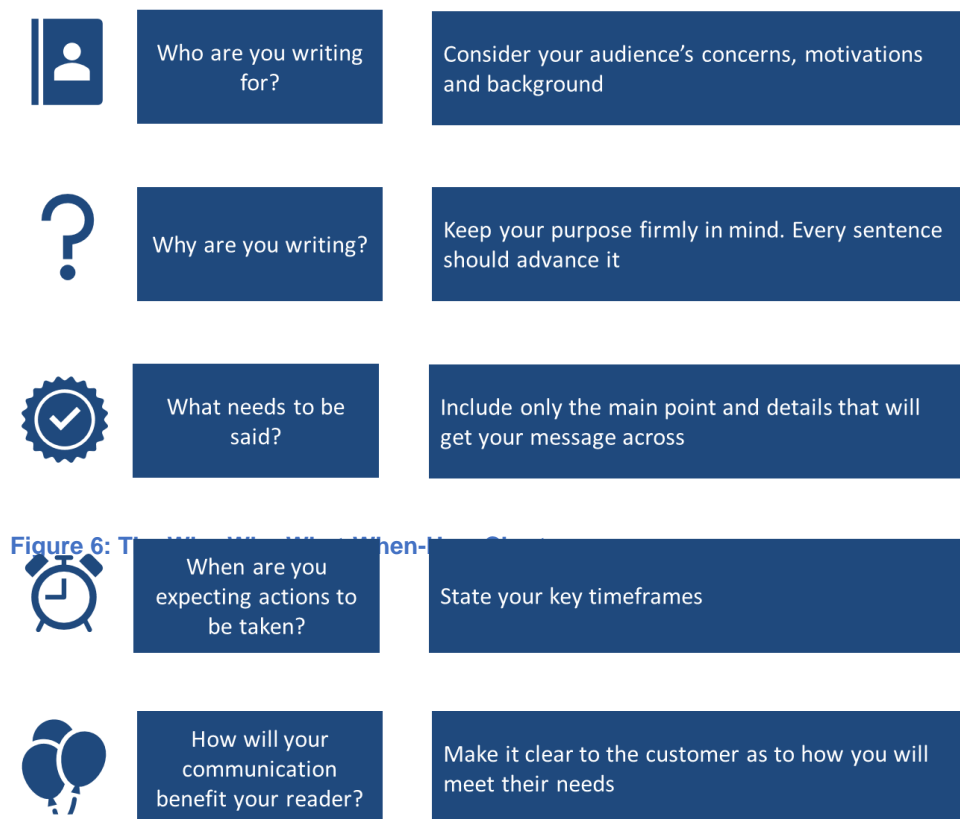 Who are you writing
for?
Consider your audience's concerns, motivations
and background
Why are you writing?
Keep your purpose firmly in mind. Every sentence
should advance it
What needs to be
said?
Include only the main point and details that will
get your message across
Figure 6:
When are you
expecting actions to
be taken?
State your key timeframes
How will your
communication
benefit your reader?
Make it clear to the customer as to how you will
meet their needs